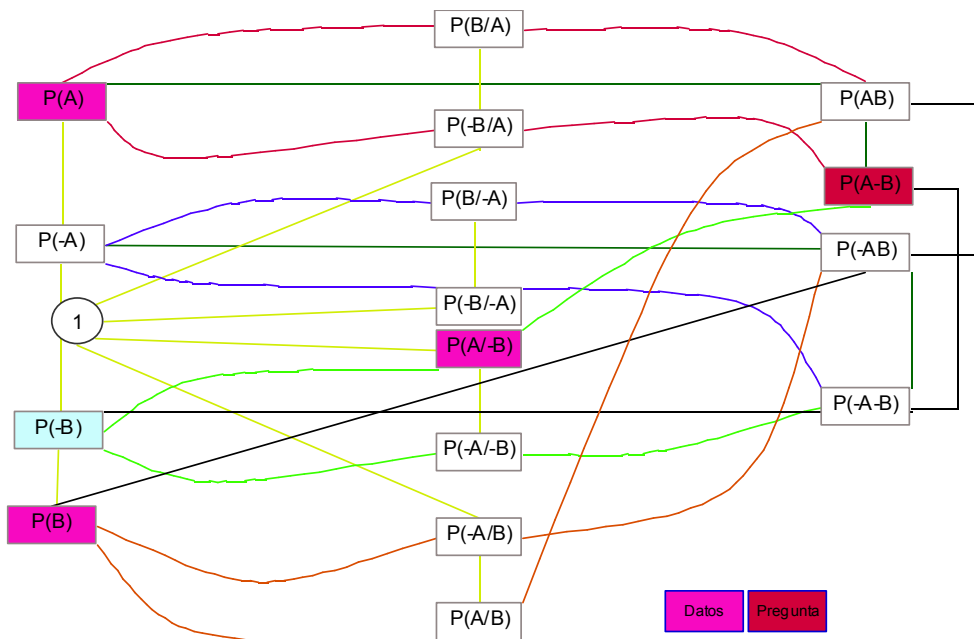 P(B/A)
P(A)
P(AB)
P(-B/A)
P(A-B)
P(B/-A)
P(-A)
P(-AB)
P(-B/-A)
1
P(A/-B)
P(-A-B)
P(-B)
P(-A/-B)
P(B)
P(-A/B)
P(A/B)
Datos
Pregunta